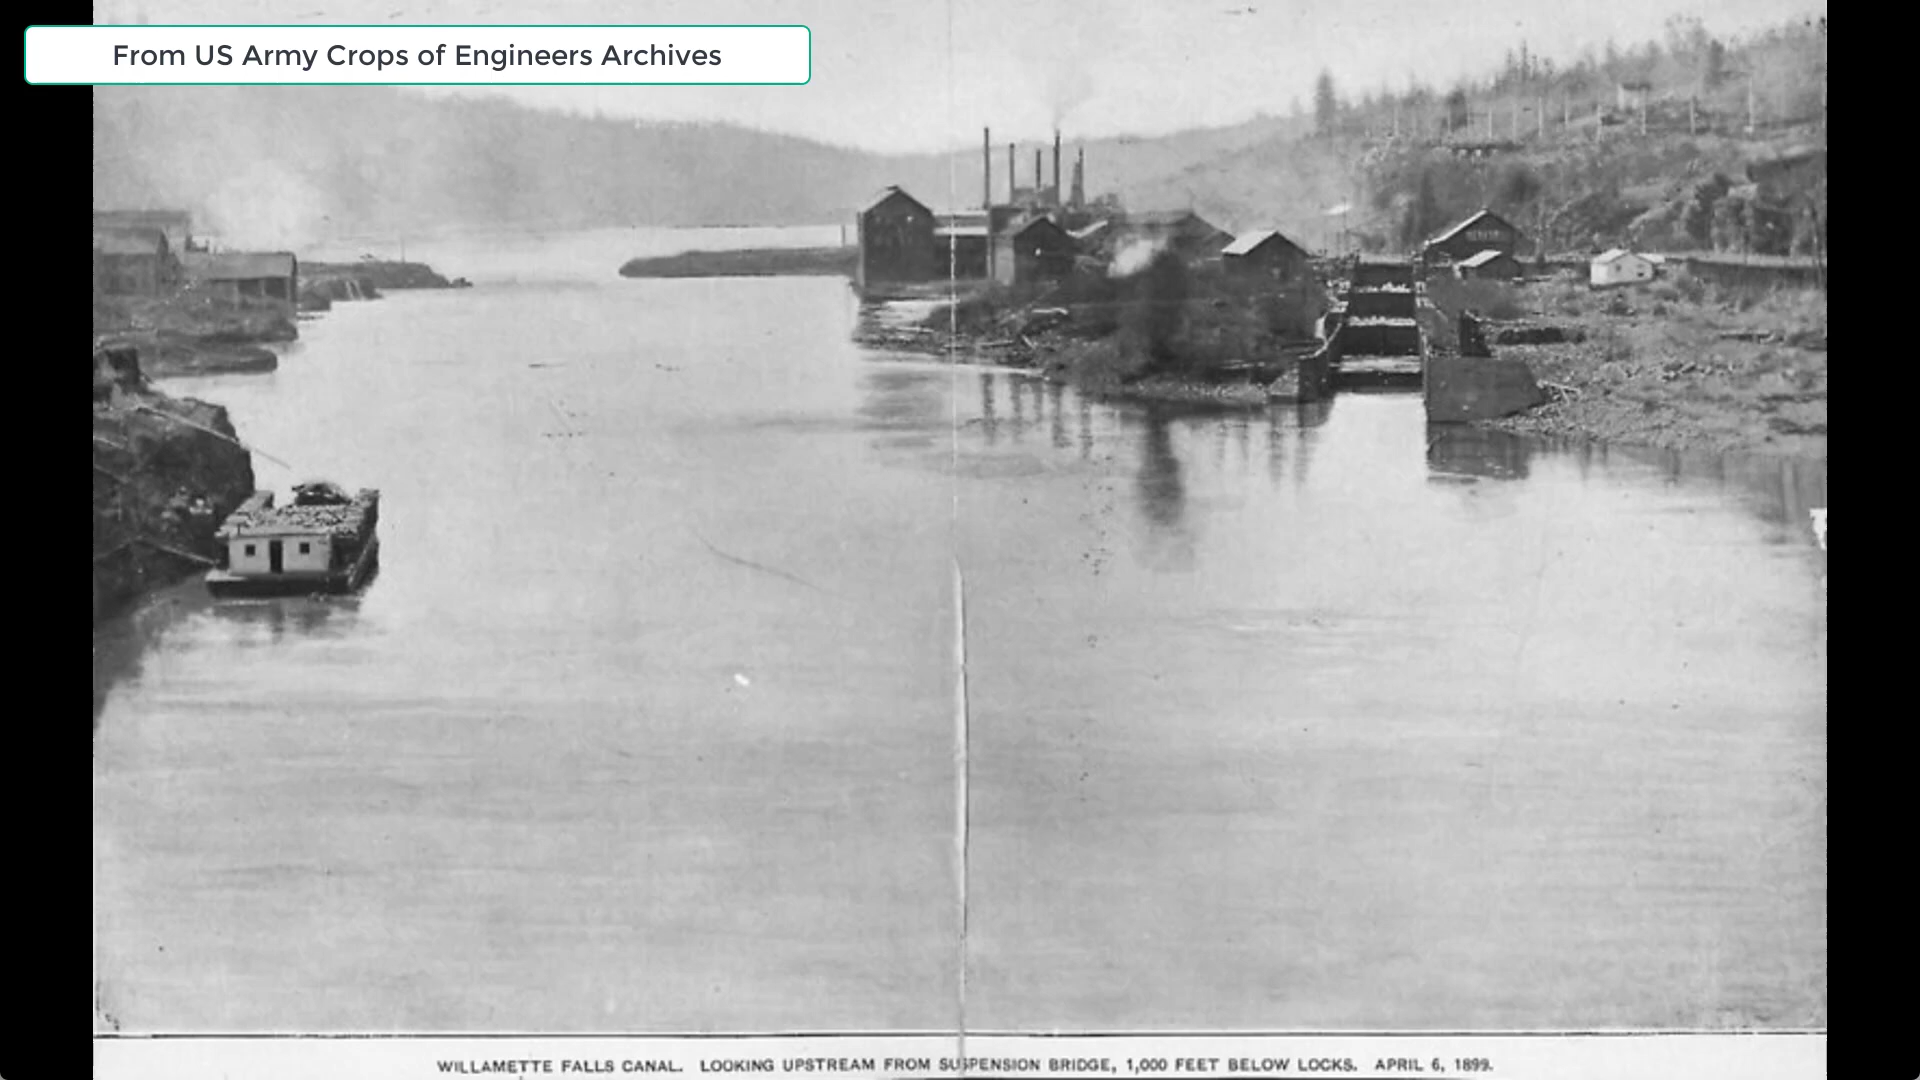 From US Army Crops of Engineers Archives
WILLAMETTE FALLS CANAL. LOOKING UPSTREAM FROM SUSPENSION BRIDGE, 1,000 FEET BELOW LOCKS. APRIL 6, 1899.